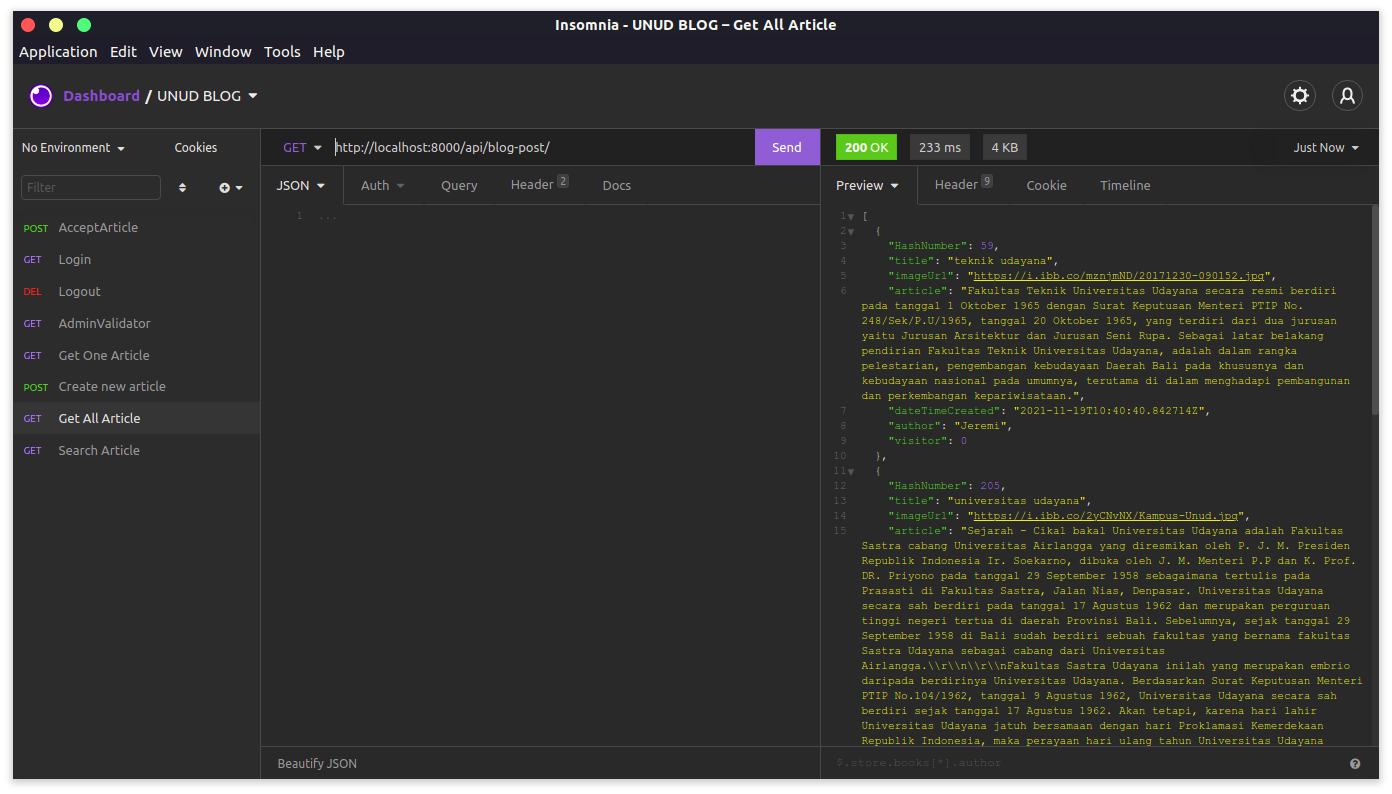 Insomnia - UNUD BLOG – Get All Article
Application Edit View Window Tools Help
Dashboard / UNUD BLOG
No Environment Cookies
GET http://localhost:8000/api/blog-post/ Send
200 OK 233 ms 4 KB Just Now
Filter
JSON Auth Query Header 2 Docs
Preview Header 9 Cookie Timeline
POST AcceptArticle
GET Login
DEL Logout
GET AdminValidator
GET Get One Article
POST Create new article
GET Get All Article
GET Search Article
1 ...
1 [
2 {
3 "HashNumber": 59,
4 "title": "teknik udayana",
5 "imageUrl": "https://i.ibb.co/mznjmND/20171230-090152.jpg",
6 "article": "Fakultas Teknik Universitas Udayana secara resmi berdiri
pada tanggal 1 Oktober 1965 dengan Surat Keputusan Menteri PTIP No.
248/Sek/P.U/1965, tanggal 20 Oktober 1965, yang terdiri dari dua jurusan
yaitu Jurusan Arsitektur dan Jurusan Seni Rupa. Sebagai latar belakang
pendirian Fakultas Teknik Universitas Udayana, adalah dalam rangka
pelestarian, pengembangan kebudayaan Daerah Bali pada khususnya dan
kebudayaan nasional pada umumnya, terutama di dalam menghadapi pembangunan
dan perkembangan kepariwisataan.",
7 "dateTimeCreated": "2021-11-19T10:40:40.842714Z",
8 "author": "Jeremi",
9 "visitor": 0
10 },
11 {
12 "HashNumber": 205,
13 "title": "universitas udayana",
14 "imageUrl": "https://i.ibb.co/2yCNvNX/Kampus-Unud.jpg",
15 "article": "Sejarah - Cikal bakal Universitas Udayana adalah Fakultas
Sastra cabang Universitas Airlangga yang diresmikan oleh P. J. M. Presiden
Republik Indonesia Ir. Soekarno, dibuka oleh J. M. Menteri P.P dan K. Prof.
DR. Priyono pada tanggal 29 September 1958 sebagaimana tertulis pada
Prasasti di Fakultas Sastra, Jalan Nias, Denpasar. Universitas Udayana
secara sah berdiri pada tanggal 17 Agustus 1962 dan merupakan perguruan
tinggi negeri tertua di daerah Provinsi Bali. Sebelumnya, sejak tanggal 29
September 1958 di Bali sudah berdiri sebuah fakultas yang bernama fakultas
Sastra Udayana sebagai cabang dari Universitas
Airlangga.\\r\\n\\r\\nFakultas Sastra Udayana inilah yang merupakan embrio
daripada berdirinya Universitas Udayana. Berdasarkan Surat Keputusan Menteri
PTIP No.104/1962, tanggal 9 Agustus 1962, Universitas Udayana secara sah
berdiri sejak tanggal 17 Agustus 1962. Akan tetapi, karena hari lahir
Universitas Udayana jatuh bersamaan dengan hari Proklamasi Kemerdekaan
Republik Indonesia, maka perayaan hari ulang tahun Universitas Udayana
Beautify JSON
$.store.books[*].author